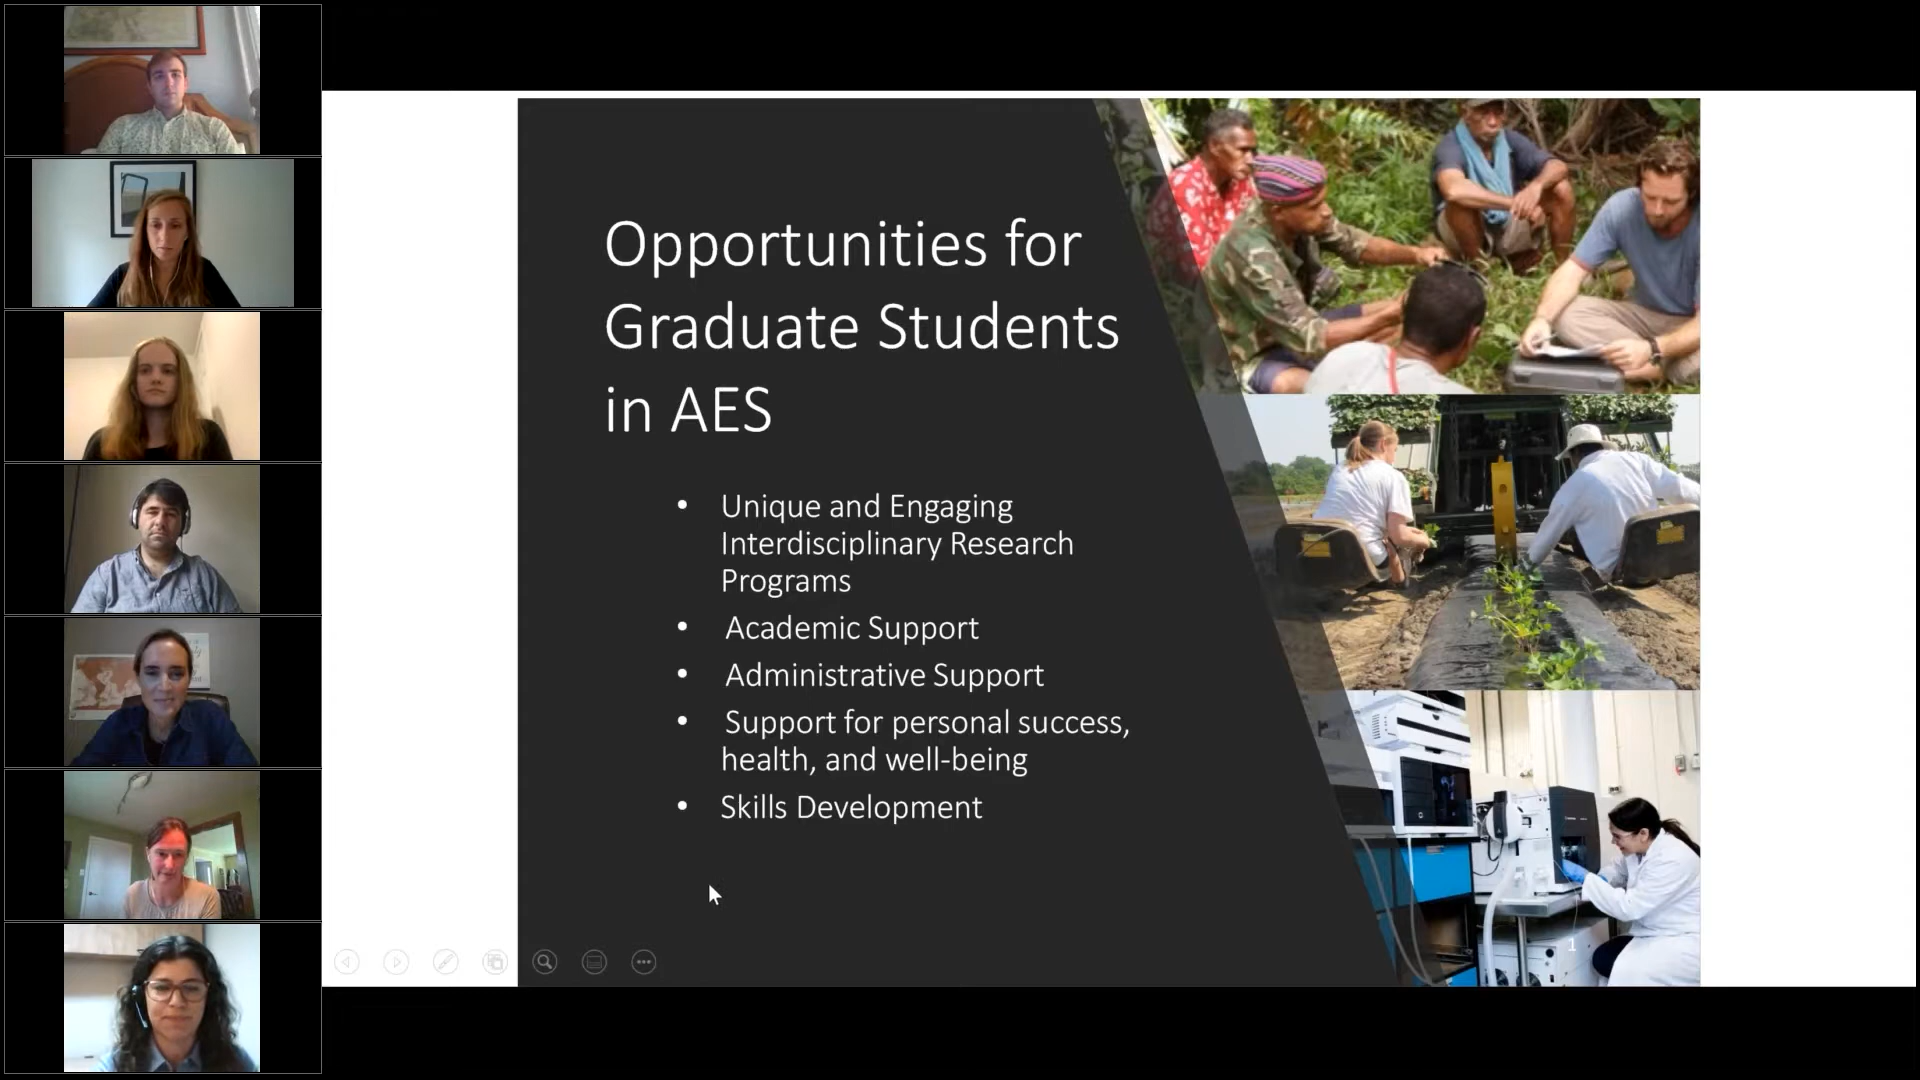 Opportunities for
Graduate Students
in AES
• Unique and Engaging
Interdisciplinary Research
Programs
• Academic Support
• Administrative Support
• Support for personal success,
health, and well-being
• Skills Development
1